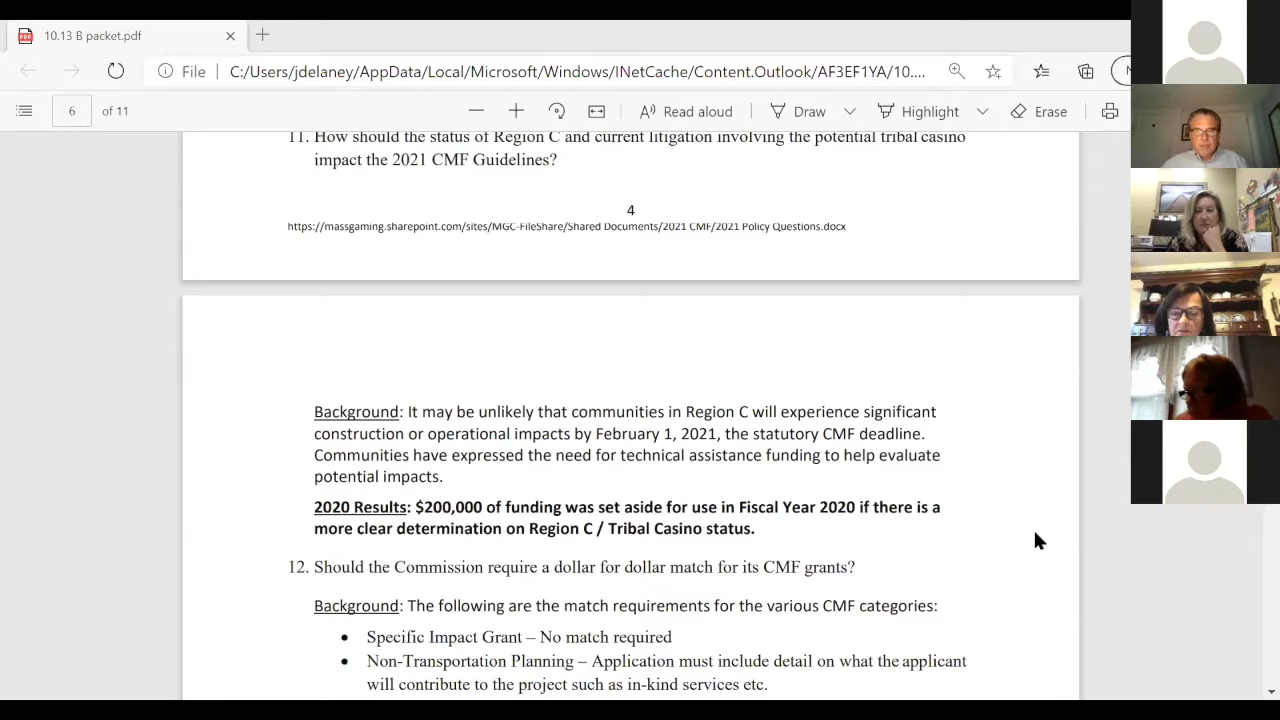 10.13 B packet.pdf
File C:/Users/jdelaney/AppData/Local/Microsoft/Windows/INetCache/Content.Outlook/AF3EF1YA/10....
6 of 11 Read aloud Draw Highlight Erase
11. How should the status of Region C and current litigation involving the potential tribal casino
impact the 2021 CMF Guidelines?
4
https://massgaming.sharepoint.com/sites/MGC-FileShare/Shared Documents/2021 CMF/2021 Policy Questions.docx
Background: It may be unlikely that communities in Region C will experience significant
construction or operational impacts by February 1, 2021, the statutory CMF deadline.
Communities have expressed the need for technical assistance funding to help evaluate
potential impacts.
2020 Results: $200,000 of funding was set aside for use in Fiscal Year 2020 if there is a
more clear determination on Region C / Tribal Casino status.
12. Should the Commission require a dollar for dollar match for its CMF grants?
Background: The following are the match requirements for the various CMF categories:
• Specific Impact Grant – No match required
• Non-Transportation Planning – Application must include detail on what the applicant
will contribute to the project such as in-kind services etc.